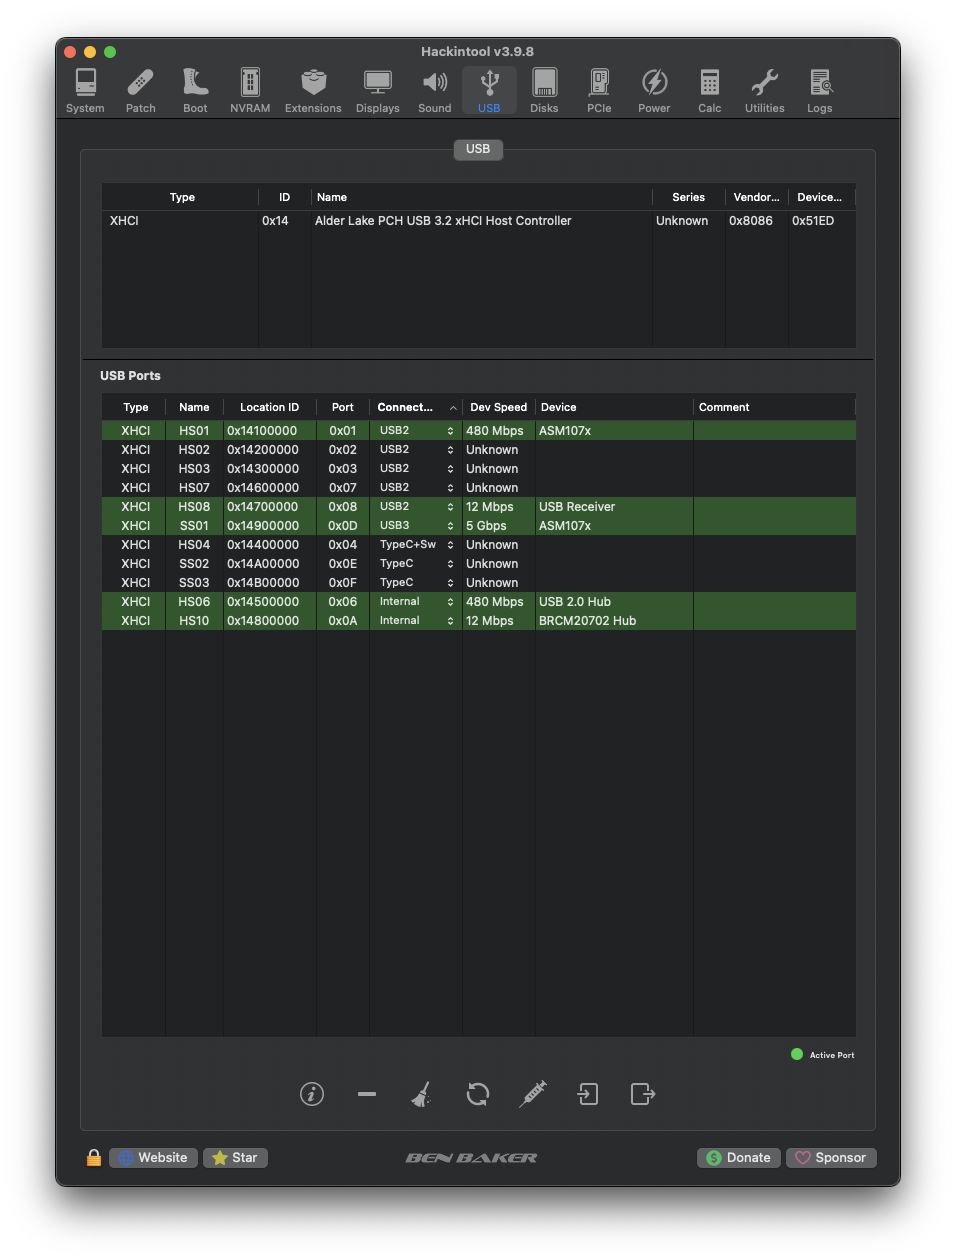 Hackintool v3.9.8
System Patch Boot NVRAM Extensions Displays Sound USB Disks PCIe Power Calc Utilities Logs
USB
Type ID Name Series Vendor... Device...
XHCI 0x14 Alder Lake PCH USB 3.2 xHCI Host Controller Unknown 0x8086 0x51ED
USB Ports
Type Name Location ID Port Connect... Dev Speed Device Comment
XHCI HS01 0x14100000 0x01 USB2 480 Mbps ASM107x
XHCI HS02 0x14200000 0x02 USB2 Unknown
XHCI HS03 0x14300000 0x03 USB2 Unknown
XHCI HS07 0x14600000 0x07 USB2 Unknown
XHCI HS08 0x14700000 0x08 USB2 12 Mbps USB Receiver
XHCI SS01 0x14900000 0x0D USB3 5 Gbps ASM107x
XHCI HS04 0x14400000 0x04 TypeC+Sw Unknown
XHCI SS02 0x14A00000 0x0E TypeC Unknown
XHCI SS03 0x14B00000 0x0F TypeC Unknown
XHCI HS06 0x14500000 0x06 Internal 480 Mbps USB 2.0 Hub
XHCI HS10 0x14800000 0x0A Internal 12 Mbps BRCM20702 Hub
Active Port
Website Star BEN BAKER Donate Sponsor